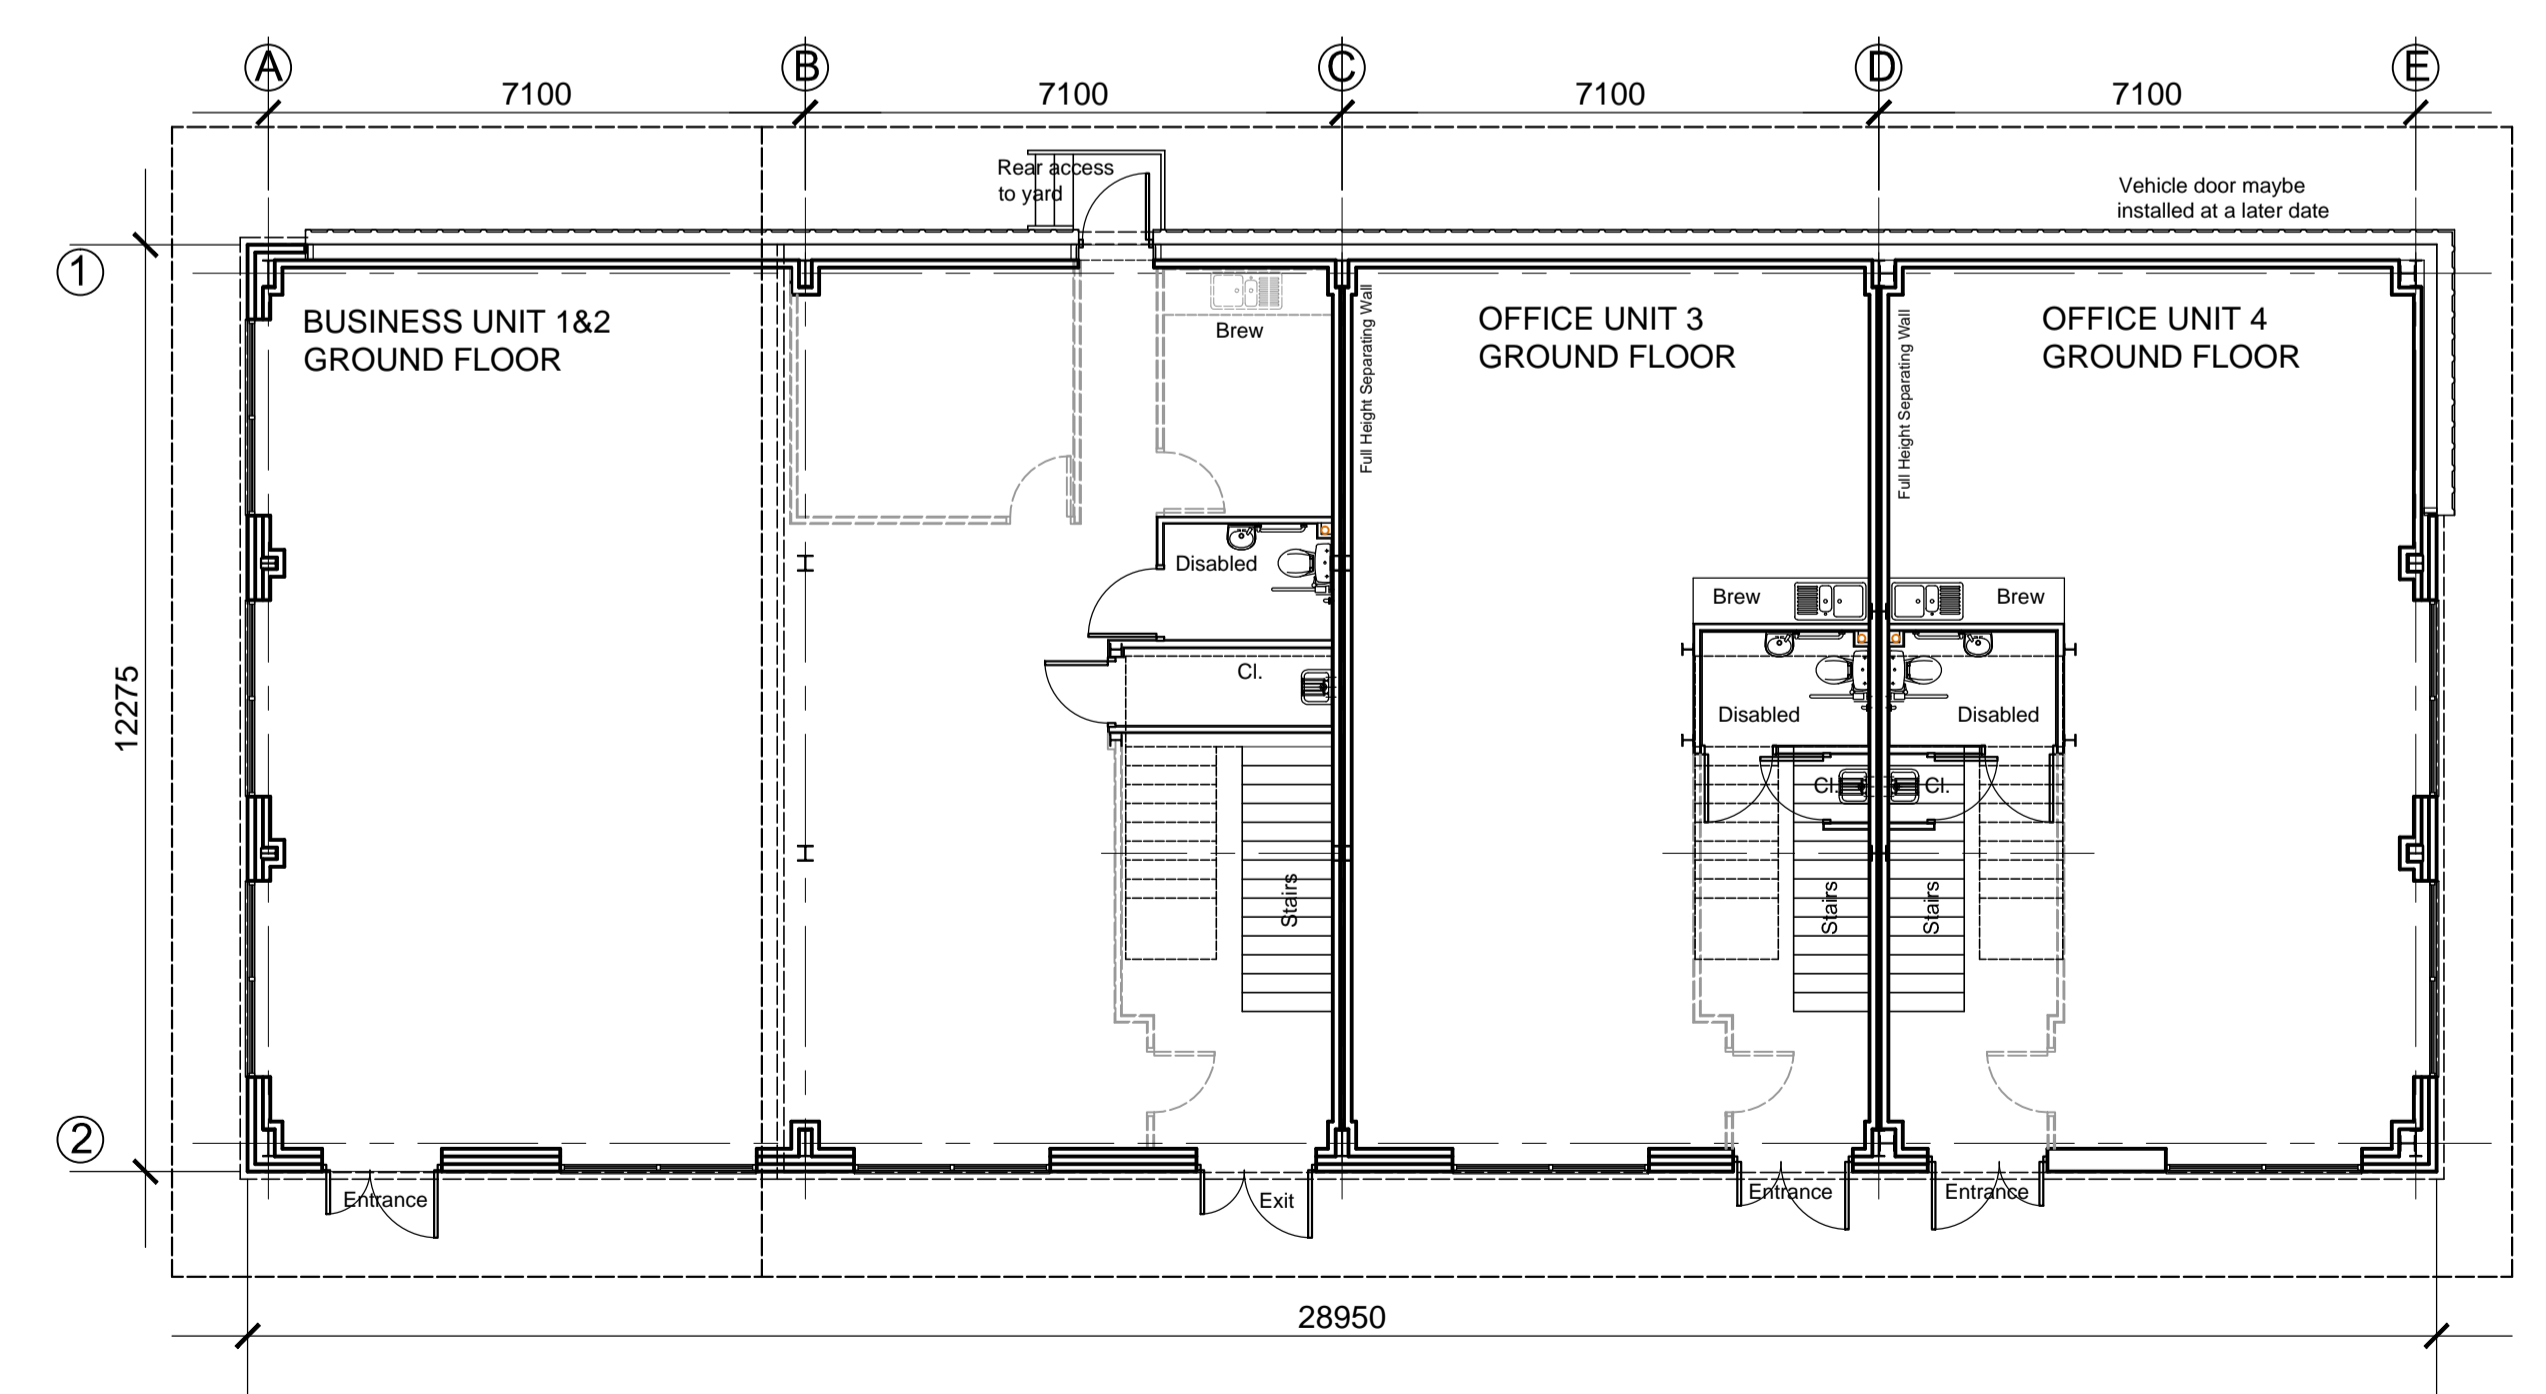 A
B
C
D
E
7100
7100
7100
7100
Rear access
to yard
Vehicle door maybe
installed at a later date
1
BUSINESS UNIT 1&2
GROUND FLOOR
Brew
Full Height Separating Wall
OFFICE UNIT 3
GROUND FLOOR
Full Height Separating Wall
OFFICE UNIT 4
GROUND FLOOR
Disabled
Brew
Brew
Cl.
12275
Disabled
Disabled
Cl.
Cl.
Stairs
Stairs
Stairs
2
Entrance
Exit
Entrance
Entrance
28950